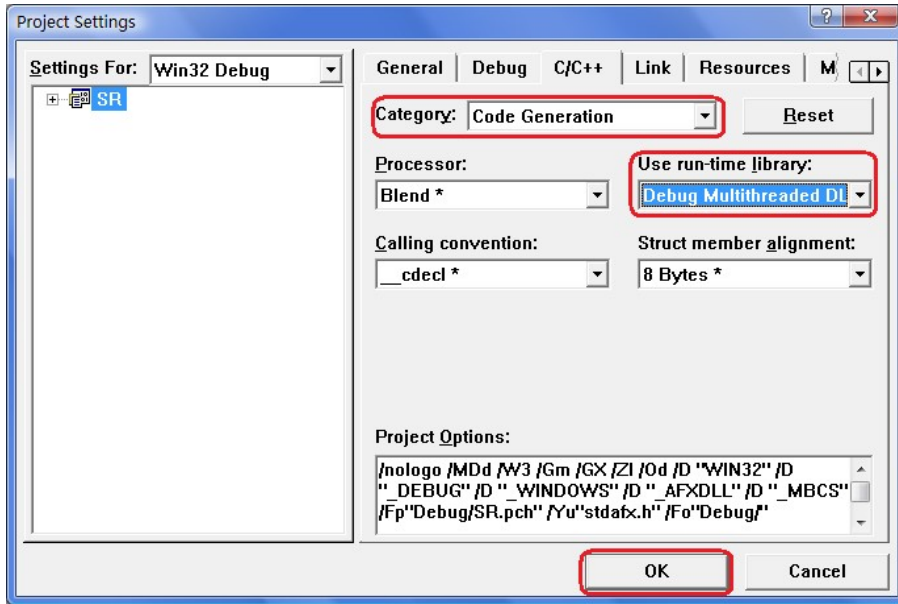 Project Settings
Settings For: Win32 Debug
SR
General Debug C/C++ Link Resources M
Category: Code Generation
Reset
Processor:
Use run-time library:
Blend *
Debug Multithreaded DL
Calling convention:
Struct member alignment:
__cdecl *
8 Bytes *
Project Options:
/nologo /MDd /W3 /Gm /GX /ZI /Od /D "WIN32" /D
"_DEBUG" /D "_WINDOWS" /D "_AFXDLL" /D "_MBCS"
/Fp"Debug/SR.pch" /Yu"stdafx.h" /Fo"Debug/"
OK
Cancel